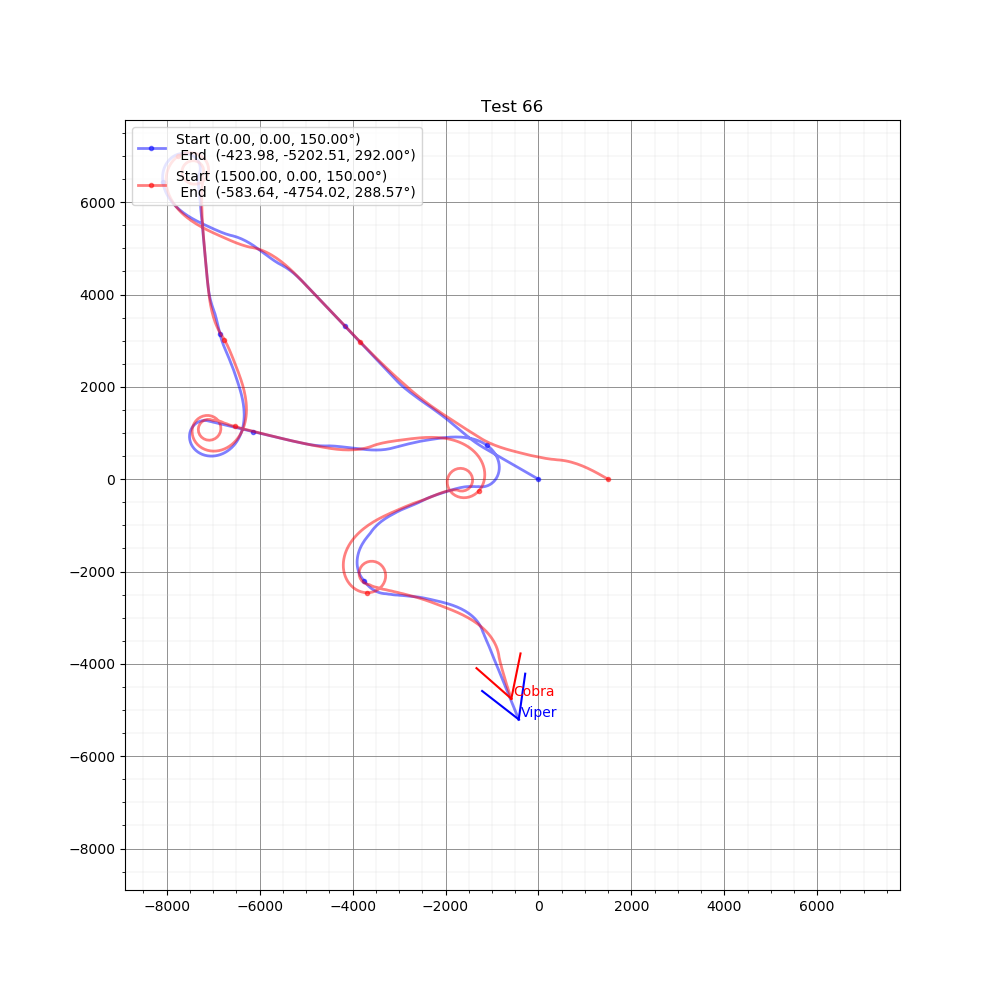 Test 66
Start (0.00, 0.00, 150.00°)
End (-423.98, -5202.51, 292.00°)
Start (1500.00, 0.00, 150.00°)
End (-583.64, -4754.02, 288.57°)
6000
4000
2000
0
−2000
−4000
−6000
−8000
Cobra
Viper
−8000 −6000 −4000 −2000 0 2000 4000 6000